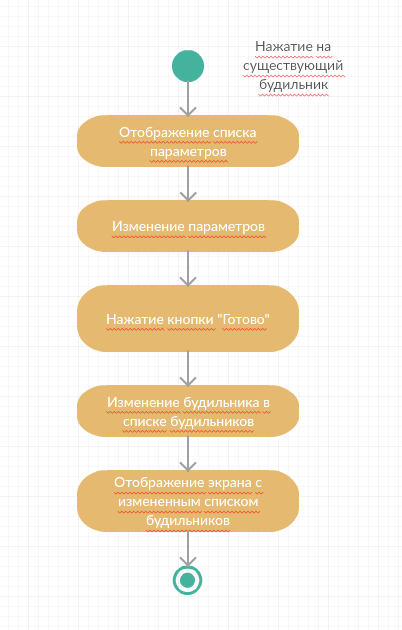 Нажатие на
существующий
будильник
Отображение списка
параметров
Изменение параметров
Нажатие кнопки "Готово"
Изменение будильника в
списке будильников
Отображение экрана с
измененным списком
будильников